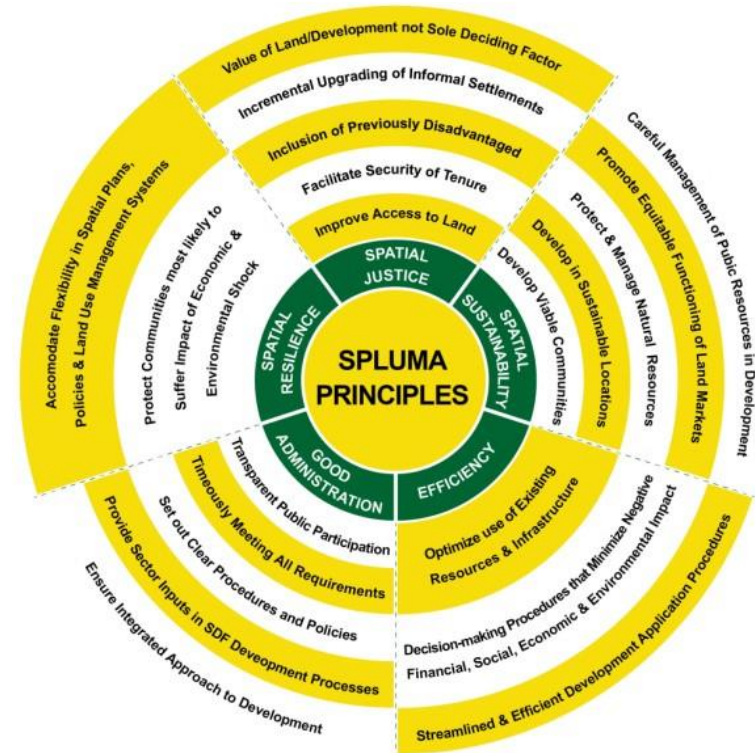 SPLUMA
PRINCIPLES
SPATIAL
JUSTICE
Improve Access to Land
Facilitate Security of Tenure
Inclusion of Previously Disadvantaged
Incremental Upgrading of Informal Settlements
Value of Land/Development not Sole Deciding Factor
SPATIAL
SUSTAINABILITY
Develop Viable Communities
Develop in Sustainable Locations
Protect & Manage Natural Resources
Promote Equitable Functioning of Land Markets
Careful Management of Pubic Resources in Development
EFFICIENCY
Optimize use of Existing
Resources & Infrastructure
Decision-making Procedures that Minimize Negative
Financial, Social, Economic & Environmental Impact
Streamlined & Efficient Development Application Procedures
GOOD
ADMINISTRATION
Transparent Public Participation
Timeously Meeting All Requirements
Set out Clear Procedures and Policies
Provide Sector Inputs in SDF Deveopment Processes
Ensure Integrated Approach to Development
SPATIAL
RESILIENCE
Protect Communities most likely to
Suffer Impact of Economic &
Environmental Shock
Accomodate Flexibility in Spatial Plans,
Policies & Land Use Management Systems